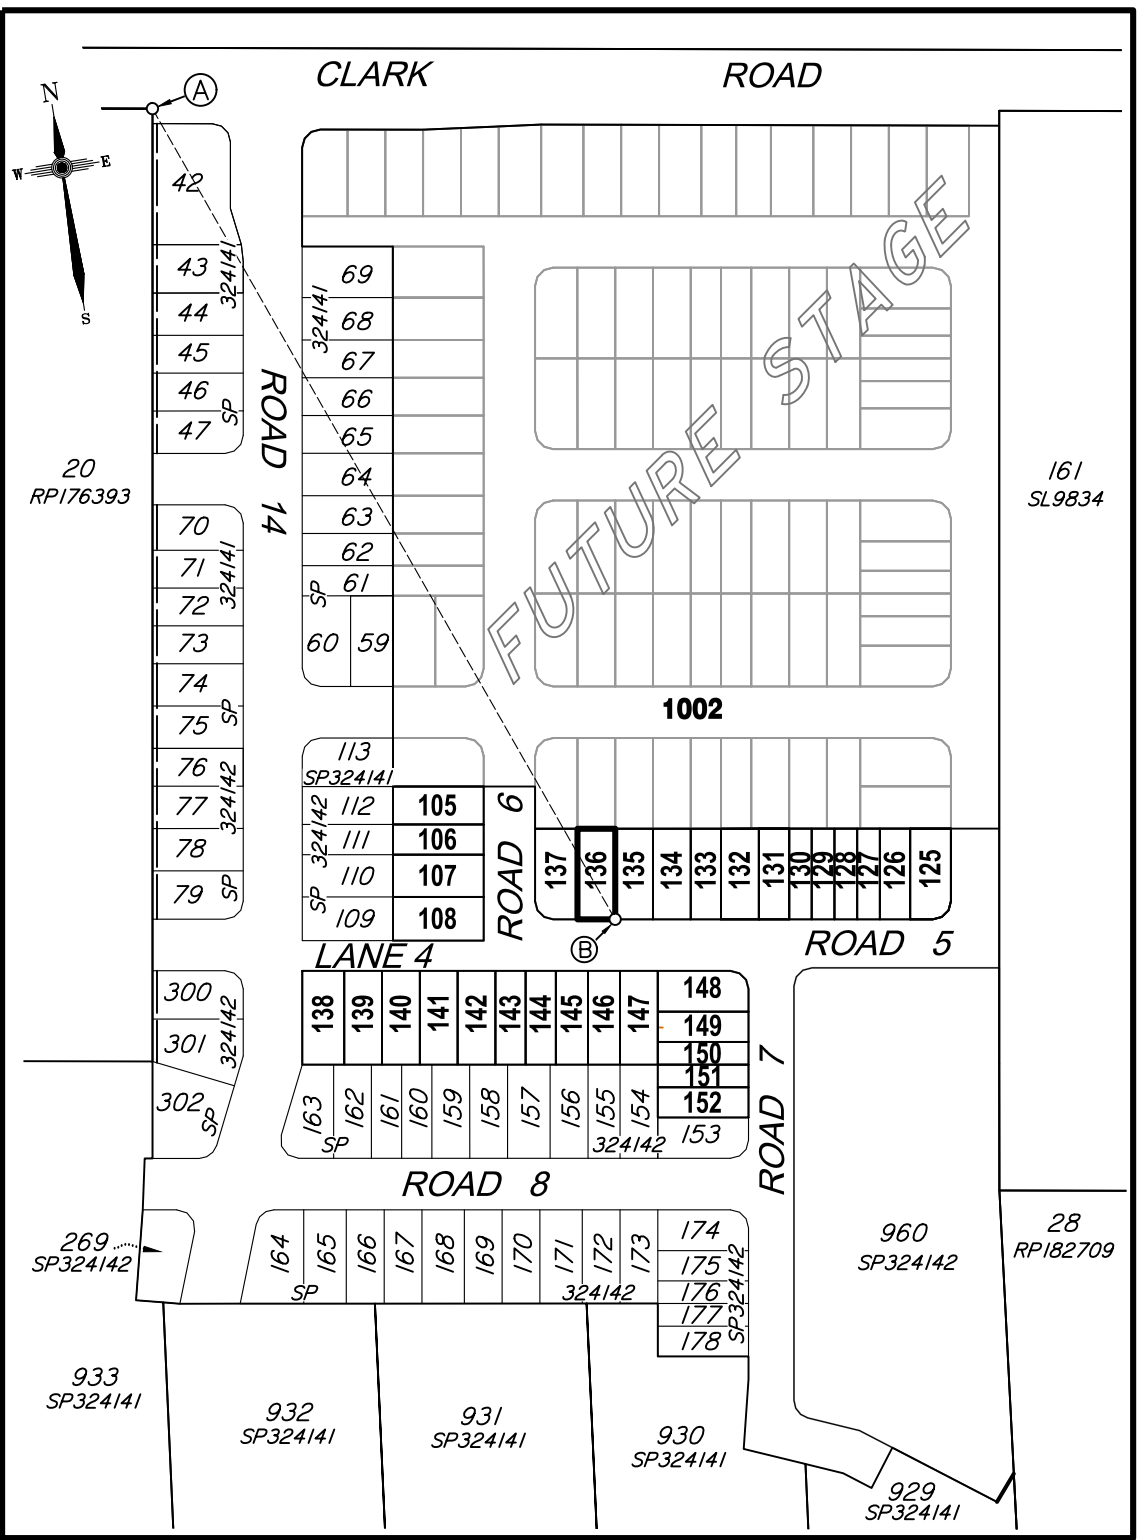 CLARK ROAD
A
N
W E
S
42
43
44
45
46
47
SP 324141
69
68
67
66
65
64
63
62
61
60 59
SP 324141
ROAD 14
20
RP176393
161
SL9834
FUTURE STAGE
70
71
72
73
74
75
SP 324141
76
77
78
79
SP 324142
1002
113
SP324141
112
111
110
109
SP 324142
105
106
107
108
ROAD 6
137 136 135 134 133 132 131 130 129 128 127 126 125
B
ROAD 5
LANE 4
300
301
302
SP 324142
138 139 140 141 142 143 144 145 146 147
148
149
150
151
152
153
163 162 161 160 159 158 157 156 155 154
SP 324142
ROAD 7
ROAD 8
269
SP324142
164 165 166 167 168 169 170 171 172 173
SP 324142
174
175
176
177
178
SP324142
960
SP324142
28
RP182709
933
SP324141
932
SP324141
931
SP324141
930
SP324141
929
SP324141